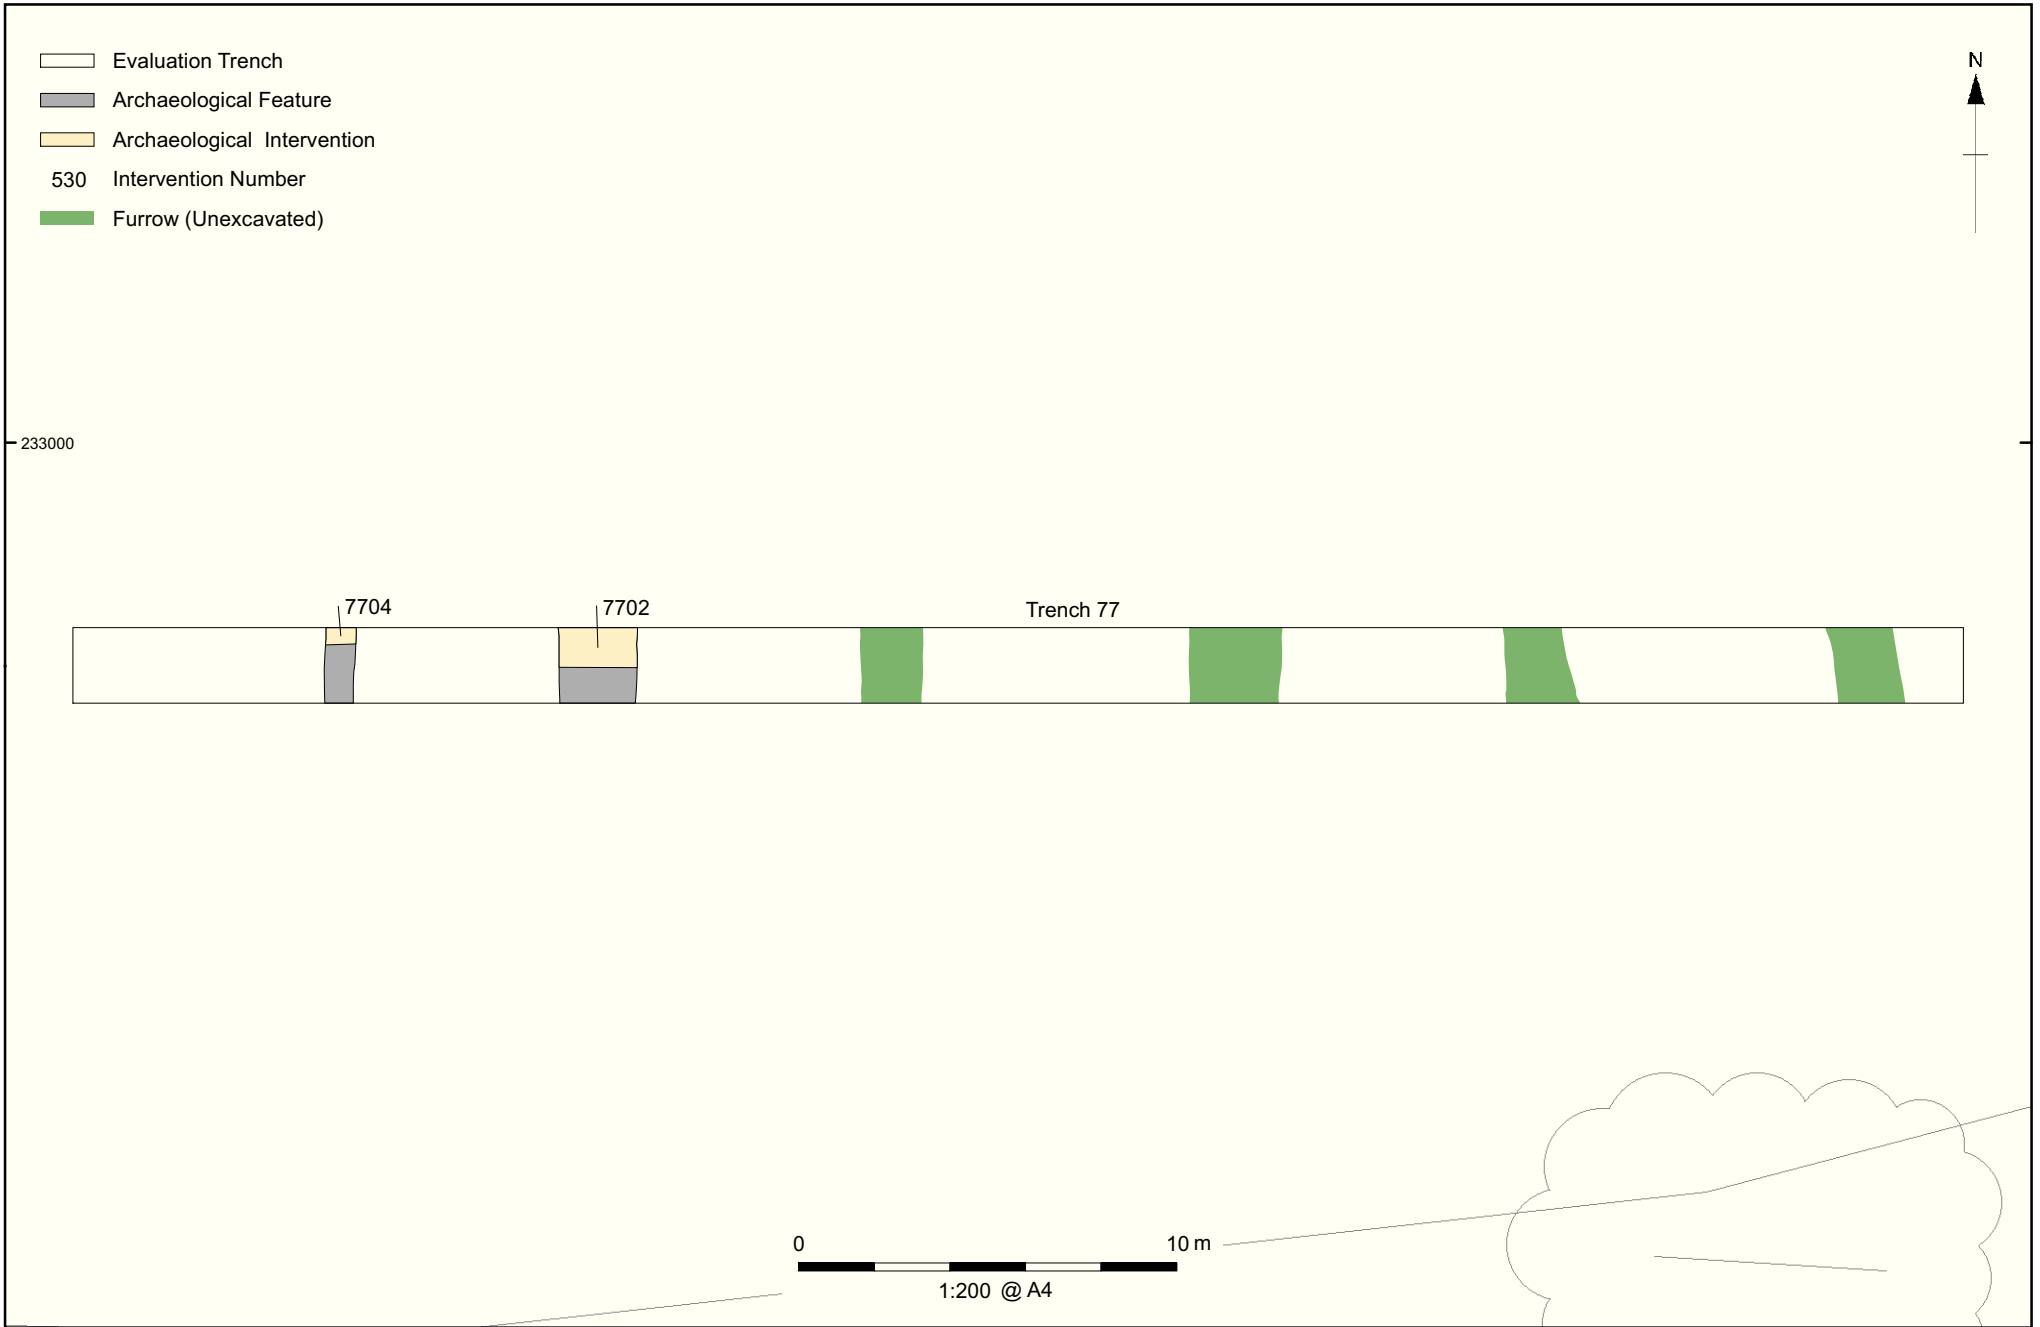 Evaluation Trench
Archaeological Feature
Archaeological Intervention
530 Intervention Number
Furrow (Unexcavated)
N
233000
7704
7702
Trench 77
0 10 m
1:200 @ A4